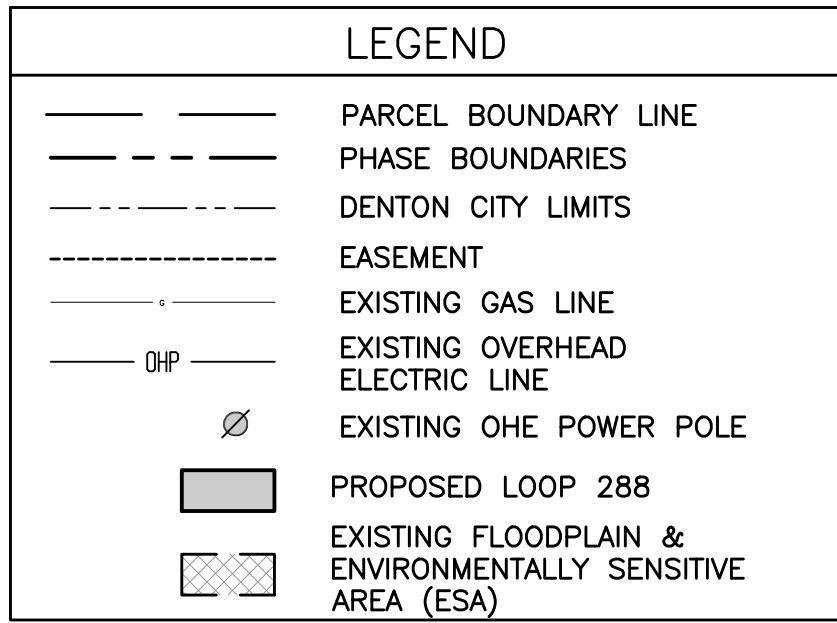 LEGEND
PARCEL BOUNDARY LINE
PHASE BOUNDARIES
DENTON CITY LIMITS
EASEMENT
G EXISTING GAS LINE
OHP EXISTING OVERHEAD
ELECTRIC LINE
EXISTING OHE POWER POLE
PROPOSED LOOP 288
EXISTING FLOODPLAIN &
ENVIRONMENTALLY SENSITIVE
AREA (ESA)